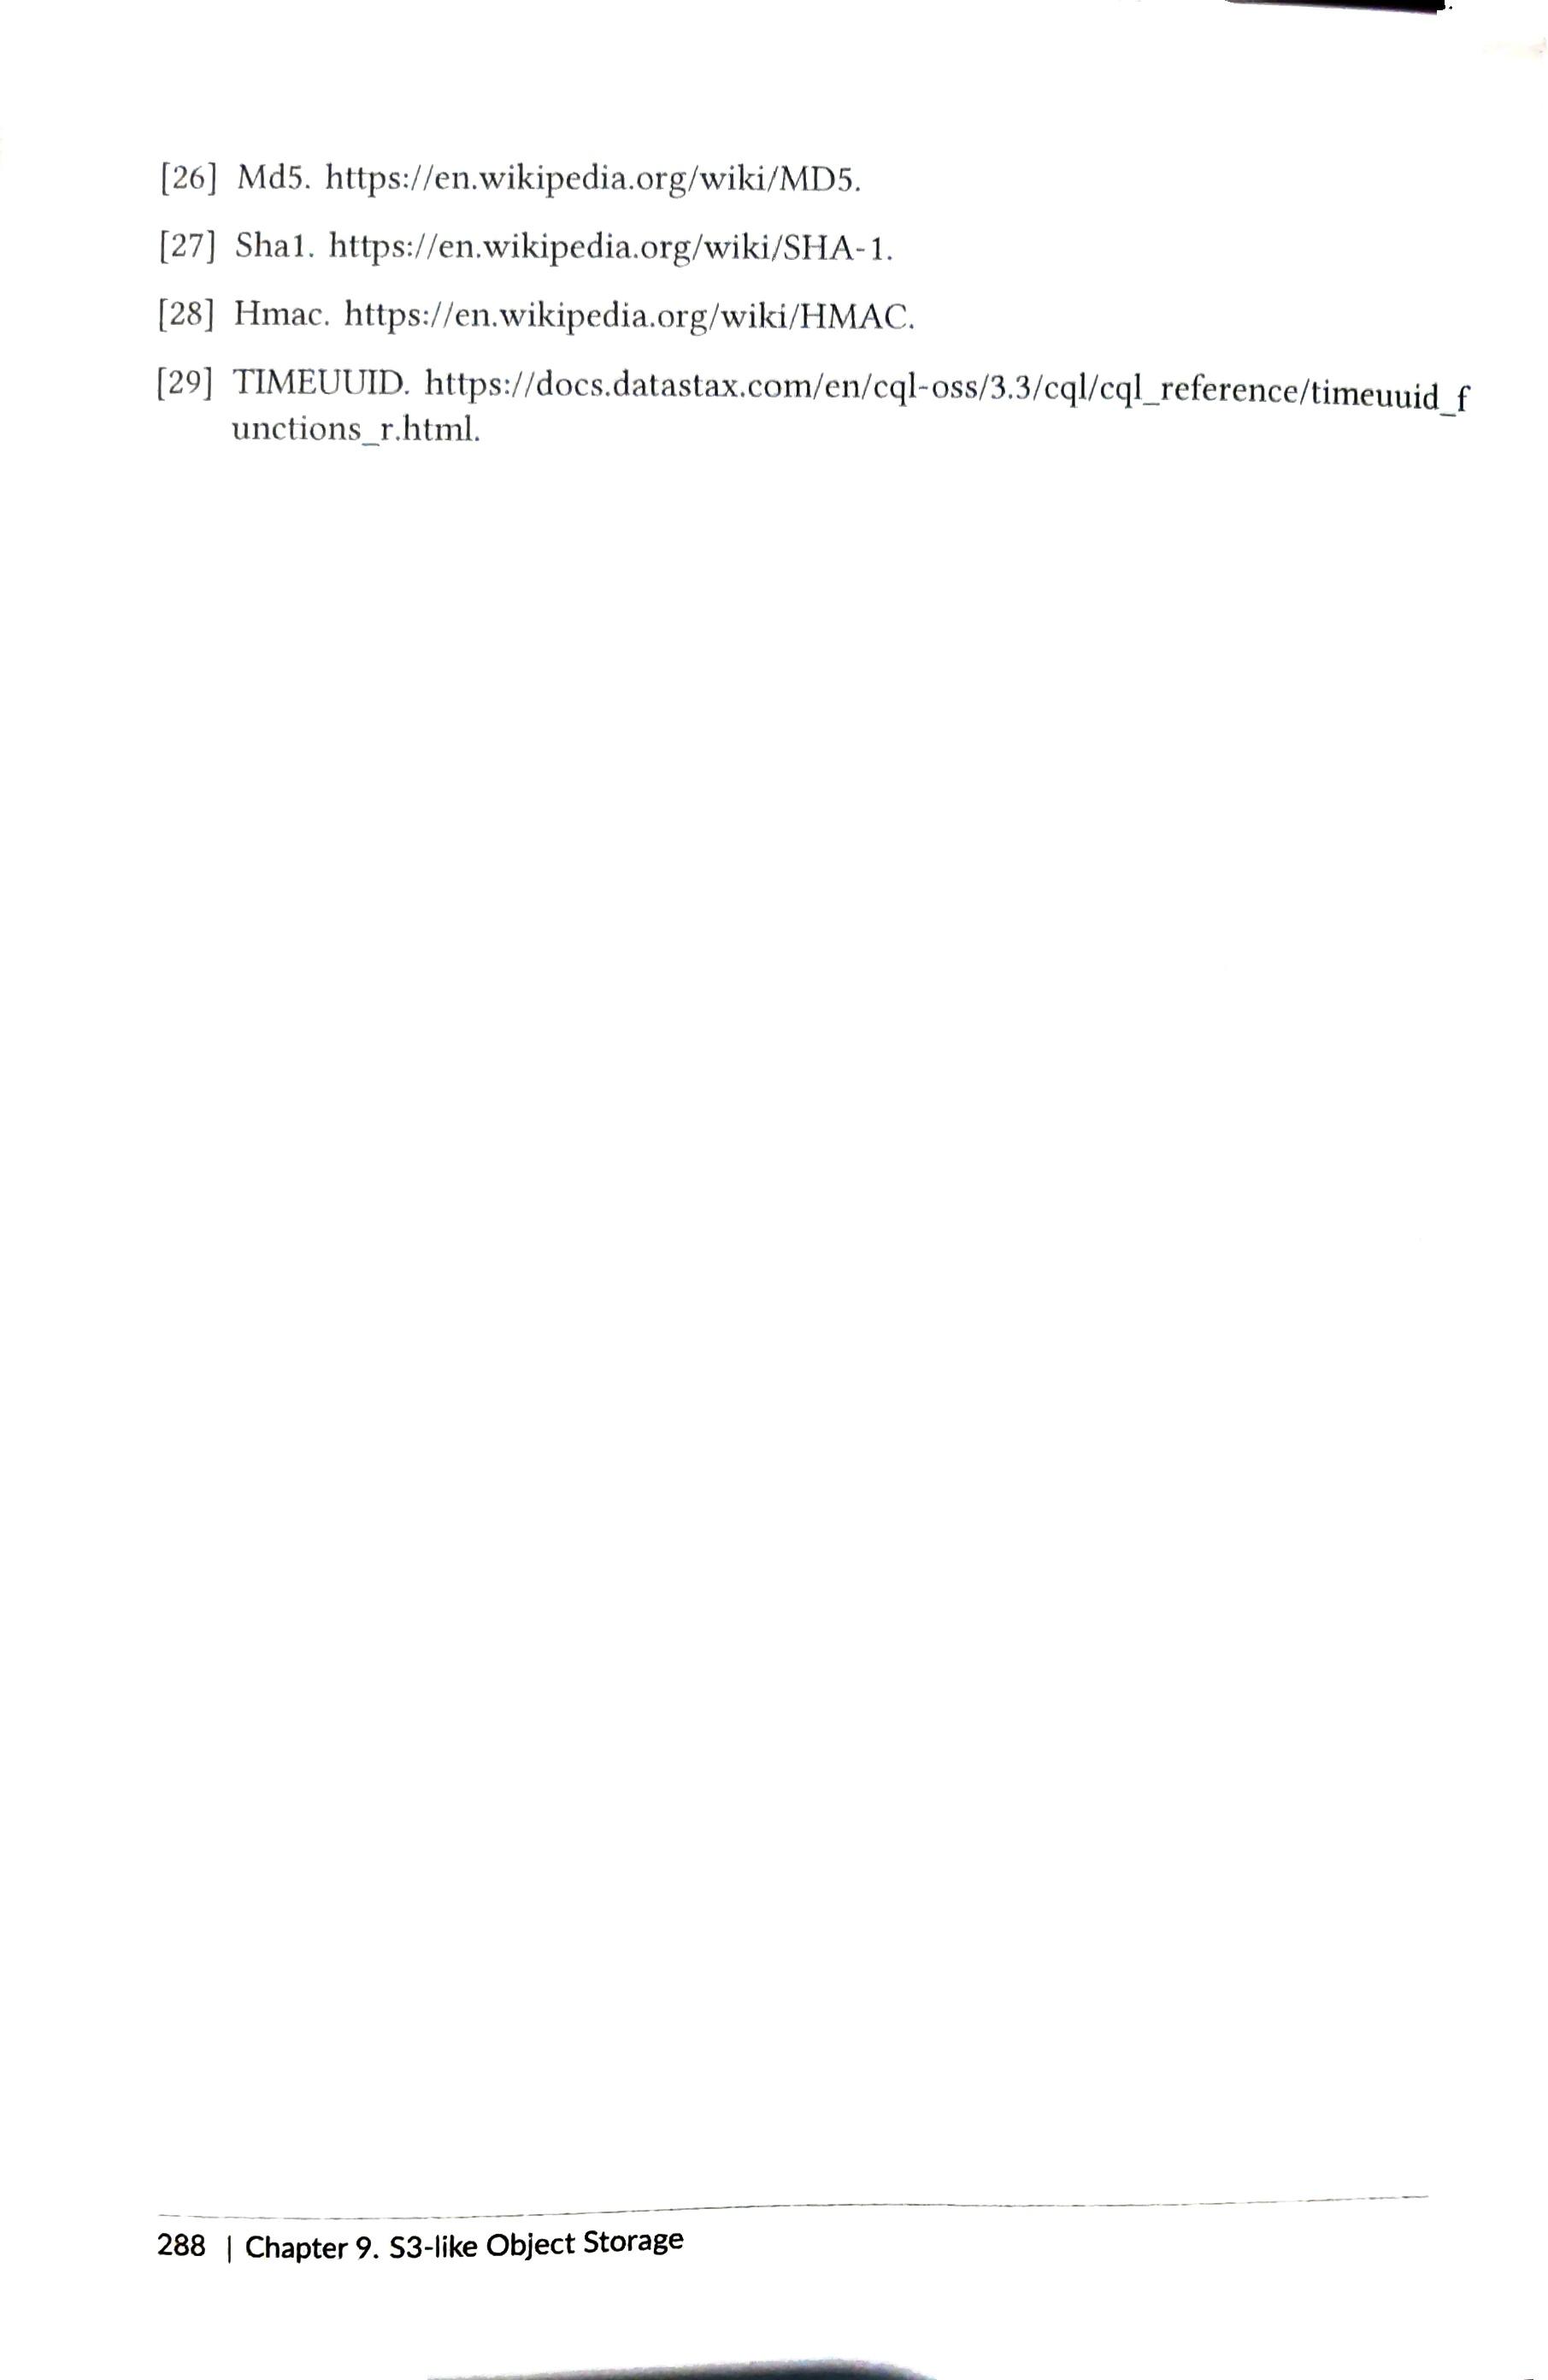 [26] Md5. https://en.wikipedia.org/wiki/MD5.
[27] Sha1. https://en.wikipedia.org/wiki/SHA-1.
[28] Hmac. https://en.wikipedia.org/wiki/HMAC.
[29] TIMEUUID. https://docs.datastax.com/en/cql-oss/3.3/cql/cql_reference/timeuuid_f
unctions_r.html.
288 | Chapter 9. S3-like Object Storage